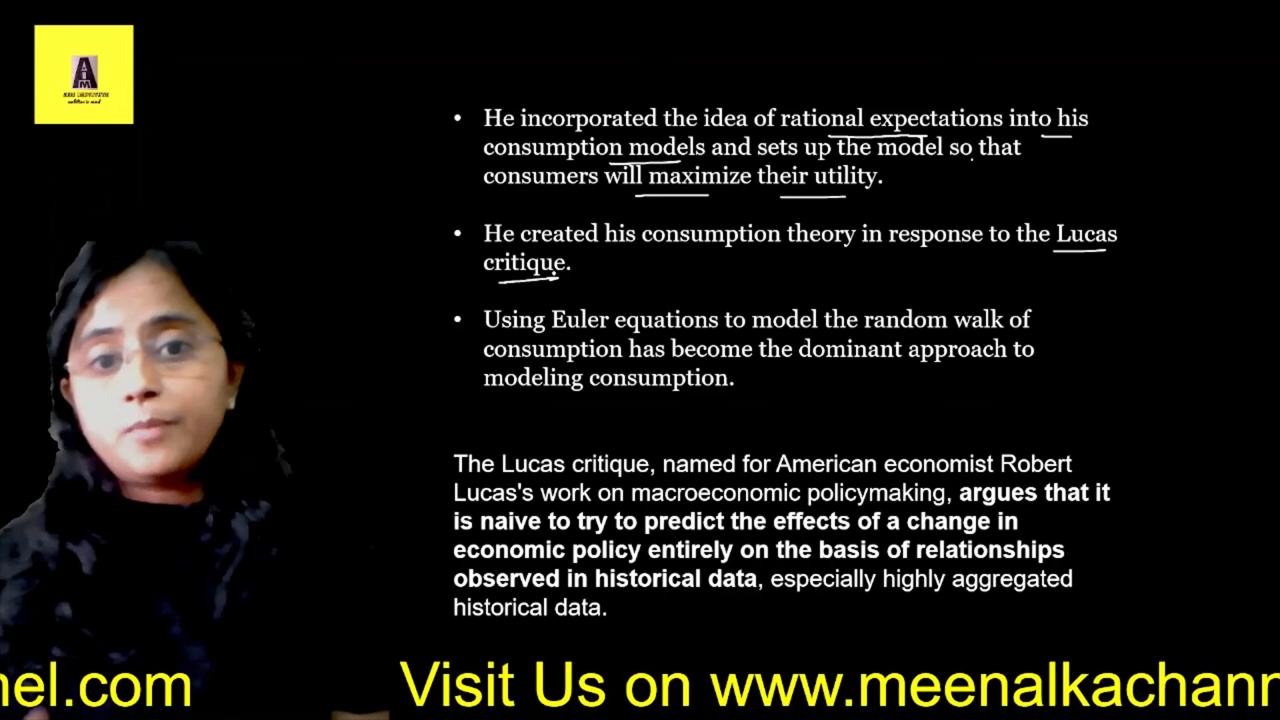 He incorporated the idea of rational expectations into his
consumption models and sets up the model so that
consumers will maximize their utility.
He created his consumption theory in response to the Lucas
critique.
Using Euler equations to model the random walk of
consumption has become the dominant approach to
modeling consumption.
The Lucas critique, named for American economist Robert
Lucas's work on macroeconomic policymaking, argues that it
is naive to try to predict the effects of a change in
economic policy entirely on the basis of relationships
observed in historical data, especially highly aggregated
historical data.
nel.com Visit Us on www.meenalkachann